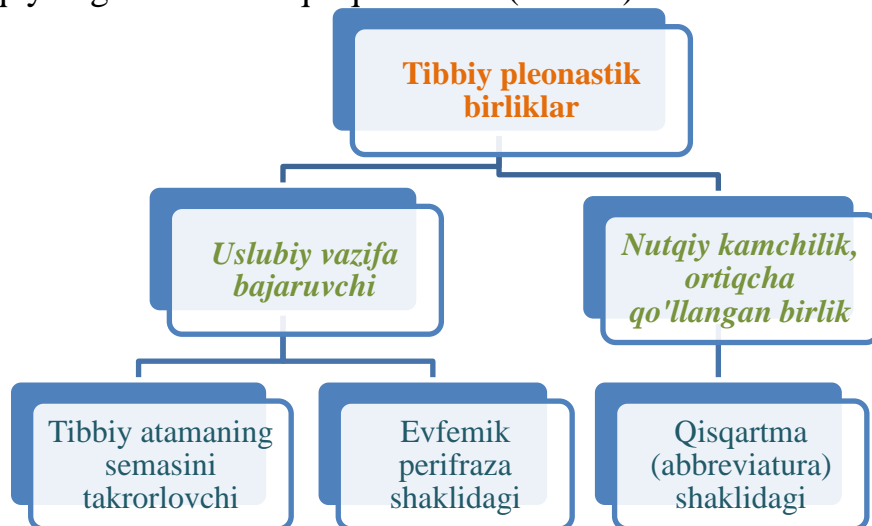 Tibbiy pleonastik
birliklar
Uslubiy vazifa
bajaruvchi
Nutqiy kamchilik,
ortiqcha
qo'llangan birlik
Tibbiy atamaning
semasini
takrorlovchi
Evfemik
perifraza
shaklidagi
Qisqartma
(abbreviatura)
shaklidagi